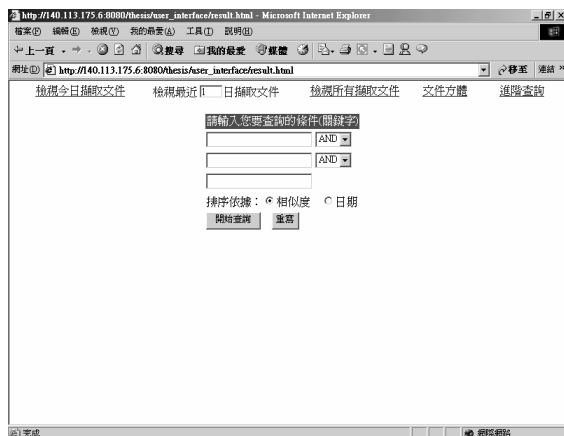 http://140.113.175.6:8080/thesis/user_interface/result.html - Microsoft Internet Explorer
檔案(F) 編輯(E) 檢視(V) 我的最愛(A) 工具(T) 說明(H)
上一頁 搜尋 我的最愛 媒體
網址(D) http://140.113.175.6:8080/thesis/user_interface/result.html 移至 連結 »
檢視今日擷取文件 檢視最近 1 日擷取文件 檢視所有擷取文件 文件方體 進階查詢
請輸入您要查詢的條件(關鍵字)
AND
AND
排序依據： 相似度 日期
開始查詢 重寫
完成 網際網路